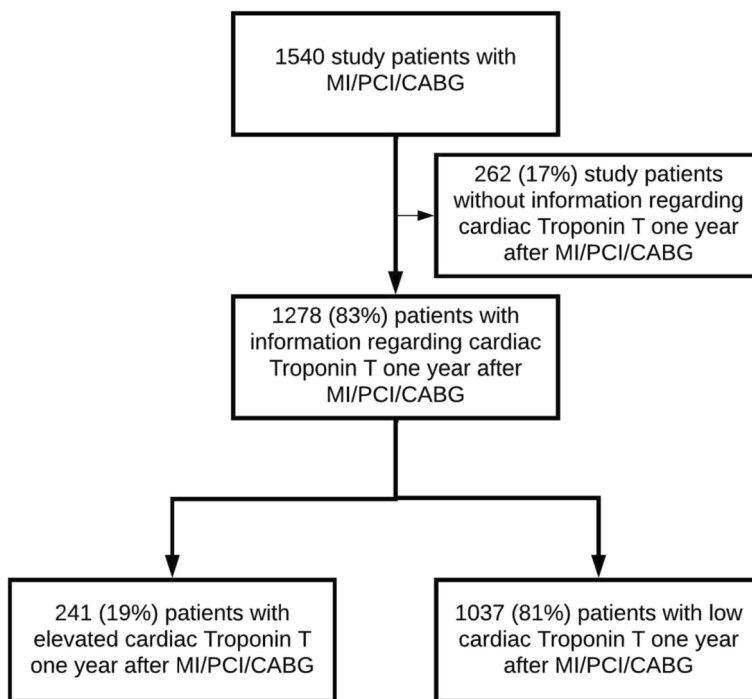 1540 study patients with
MI/PCI/CABG
262 (17%) study patients
without information regarding
cardiac Troponin T one year
after MI/PCI/CABG
1278 (83%) patients with
information regarding cardiac
Troponin T one year after
MI/PCI/CABG
241 (19%) patients with
elevated cardiac Troponin T
one year after MI/PCI/CABG
1037 (81%) patients with low
cardiac Troponin T one year
after MI/PCI/CABG